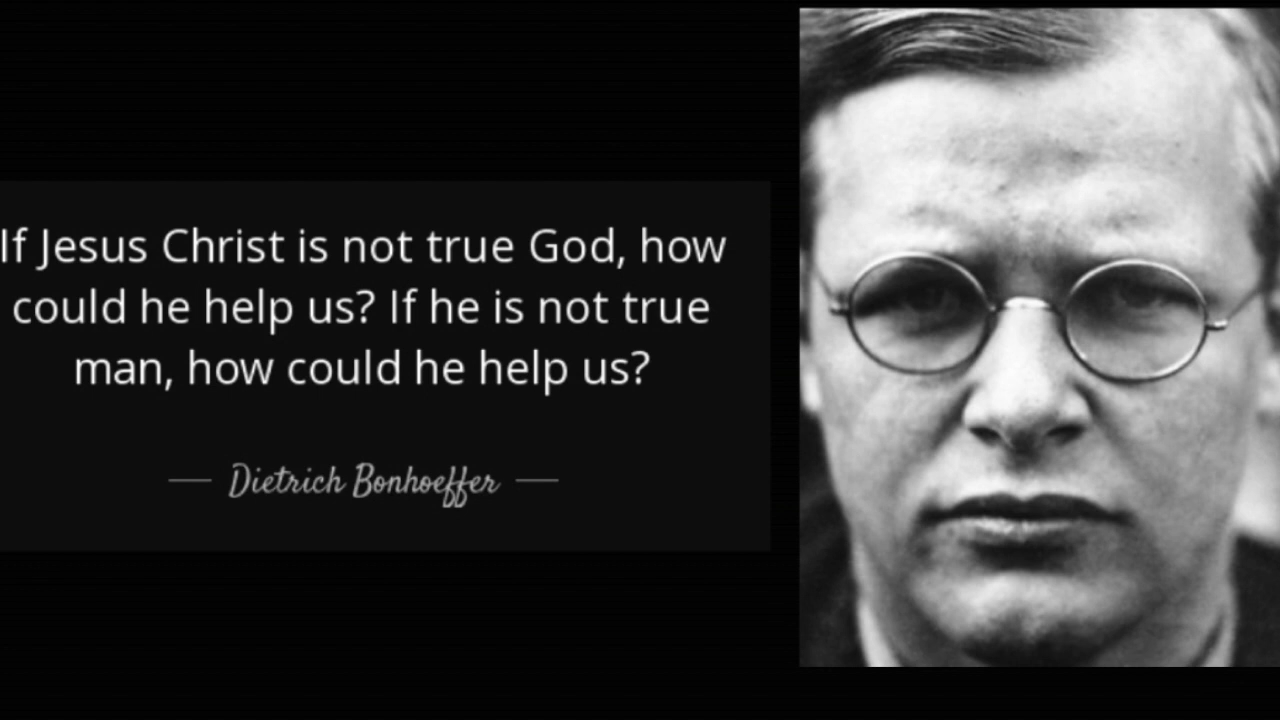 If Jesus Christ is not true God, how
could he help us? If he is not true
man, how could he help us?
Dietrich Bonhoeffer